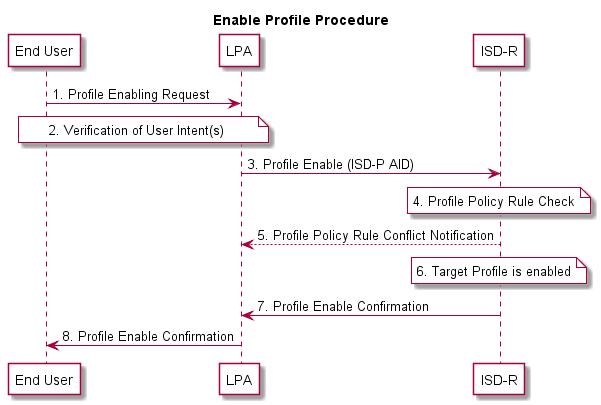 Enable Profile Procedure
End User
LPA
ISD-R
1. Profile Enabling Request
2. Verification of User Intent(s)
3. Profile Enable (ISD-P AID)
4. Profile Policy Rule Check
5. Profile Policy Rule Conflict Notification
6. Target Profile is enabled
7. Profile Enable Confirmation
8. Profile Enable Confirmation
End User
LPA
ISD-R